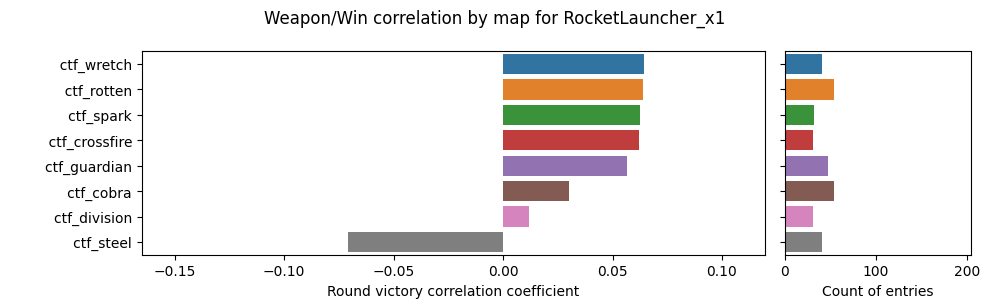 Weapon/Win correlation by map for RocketLauncher_x1
ctf_wretch
ctf_rotten
ctf_spark
ctf_crossfire
ctf_guardian
ctf_cobra
ctf_division
ctf_steel
−0.15 −0.10 −0.05 0.00 0.05 0.10
Round victory correlation coefficient
0 100 200
Count of entries